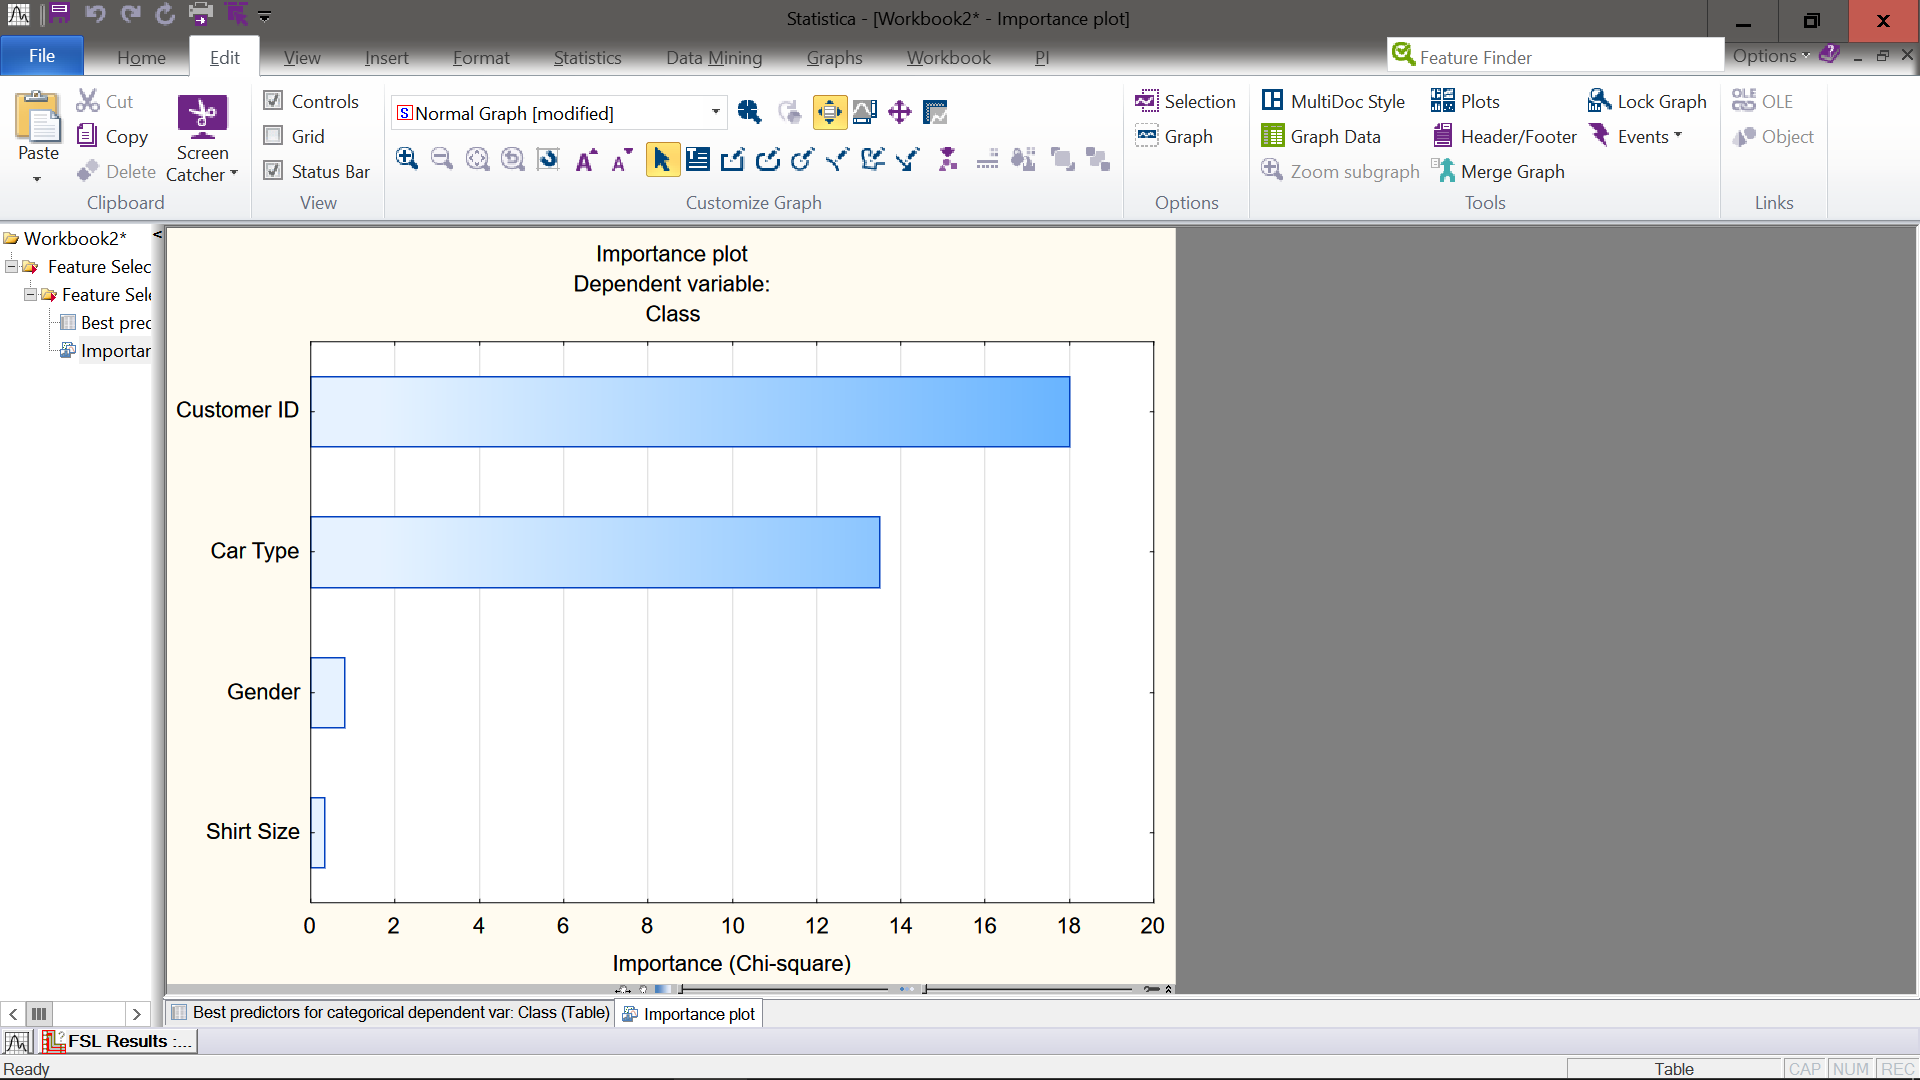 Statistica - [Workbook2* - Importance plot]
File Home Edit View Insert Format Statistics Data Mining Graphs Workbook PI Feature Finder Options
Paste
Cut
Copy
Delete
Screen Catcher
Clipboard
Controls
Grid
Status Bar
View
Normal Graph [modified]
Customize Graph
Selection
Graph
Options
MultiDoc Style
Graph Data
Zoom subgraph
Plots
Header/Footer
Merge Graph
Lock Graph
Events
Tools
OLE
Object
Links
Workbook2*
Feature Selec
Feature Sele
Best prec
Importar
Importance plot
Dependent variable:
Class
Customer ID
Car Type
Gender
Shirt Size
0 2 4 6 8 10 12 14 16 18 20
Importance (Chi-square)
Best predictors for categorical dependent var: Class (Table)
Importance plot
FSL Results :...
Ready
Table CAP NUM REC